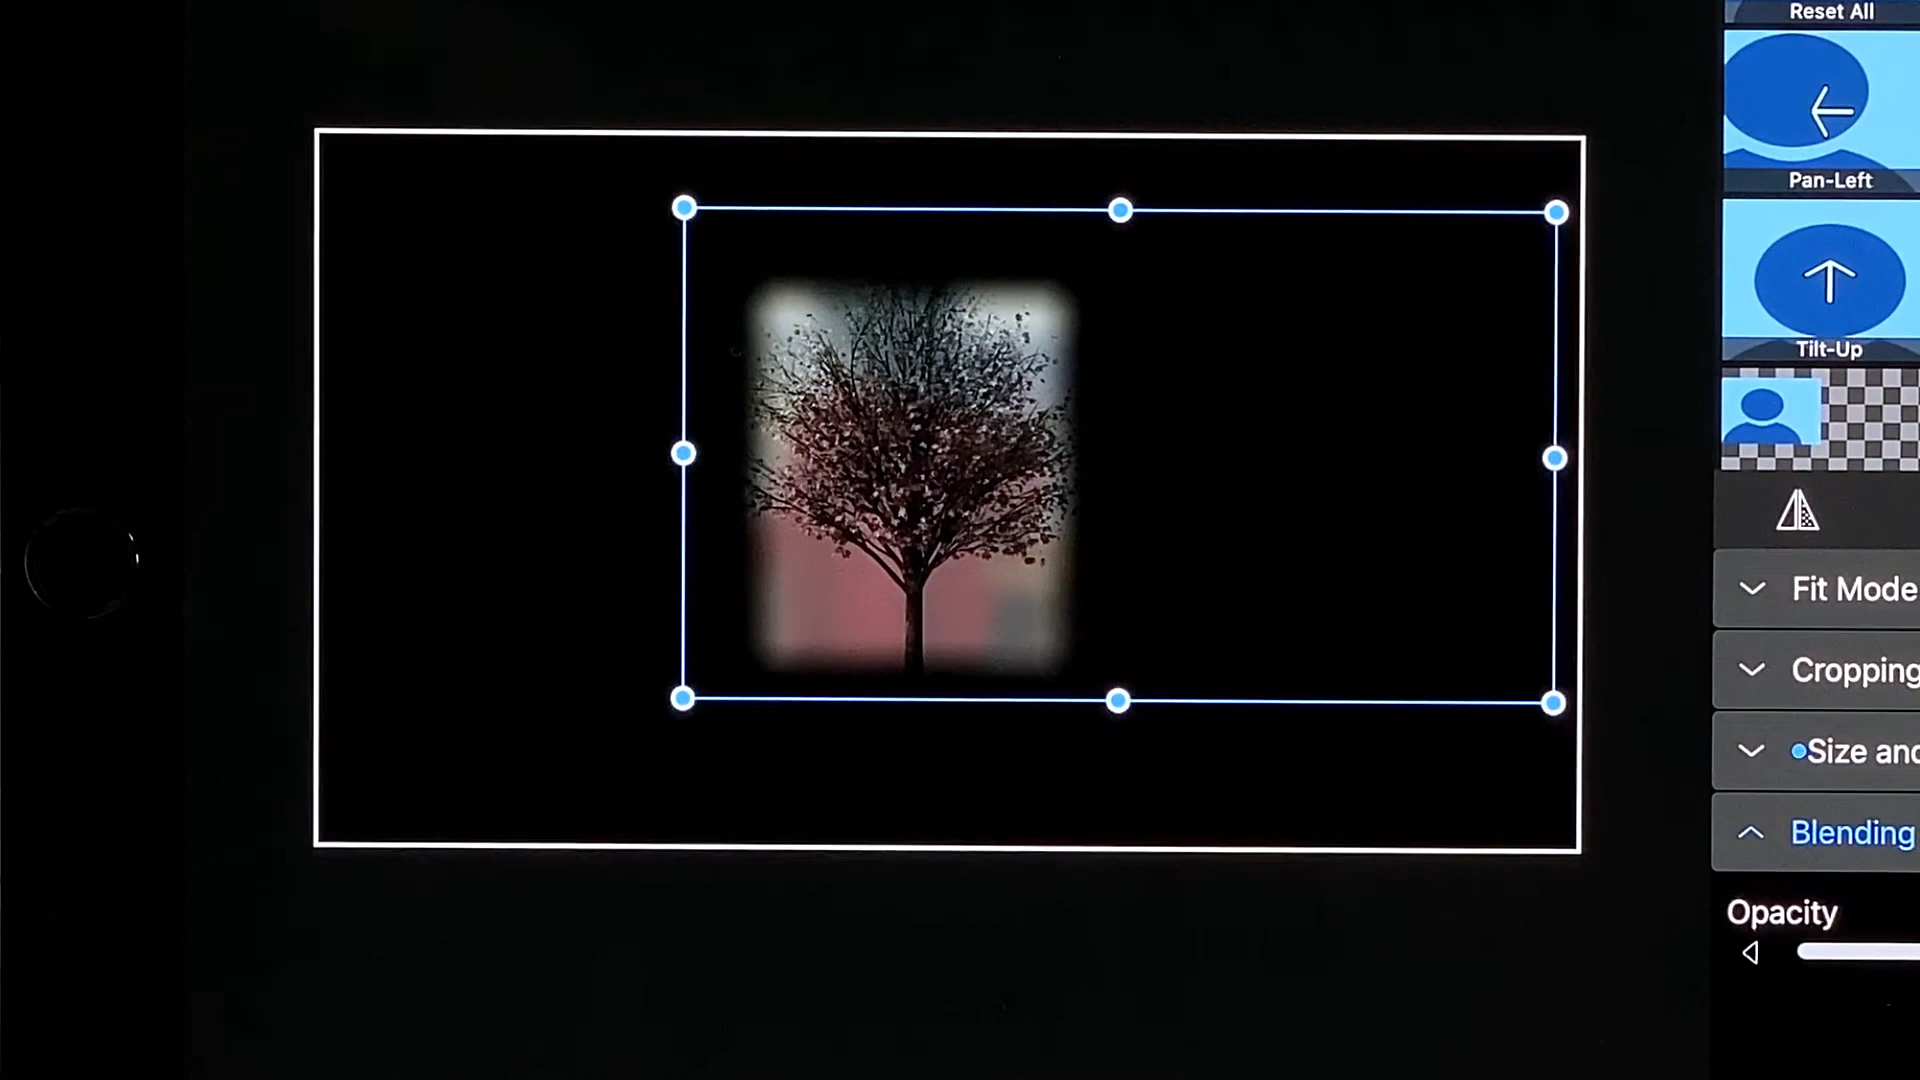 Reset All
Pan-Left
Tilt-Up
Fit Mode
Cropping
Size and
Blending
Opacity